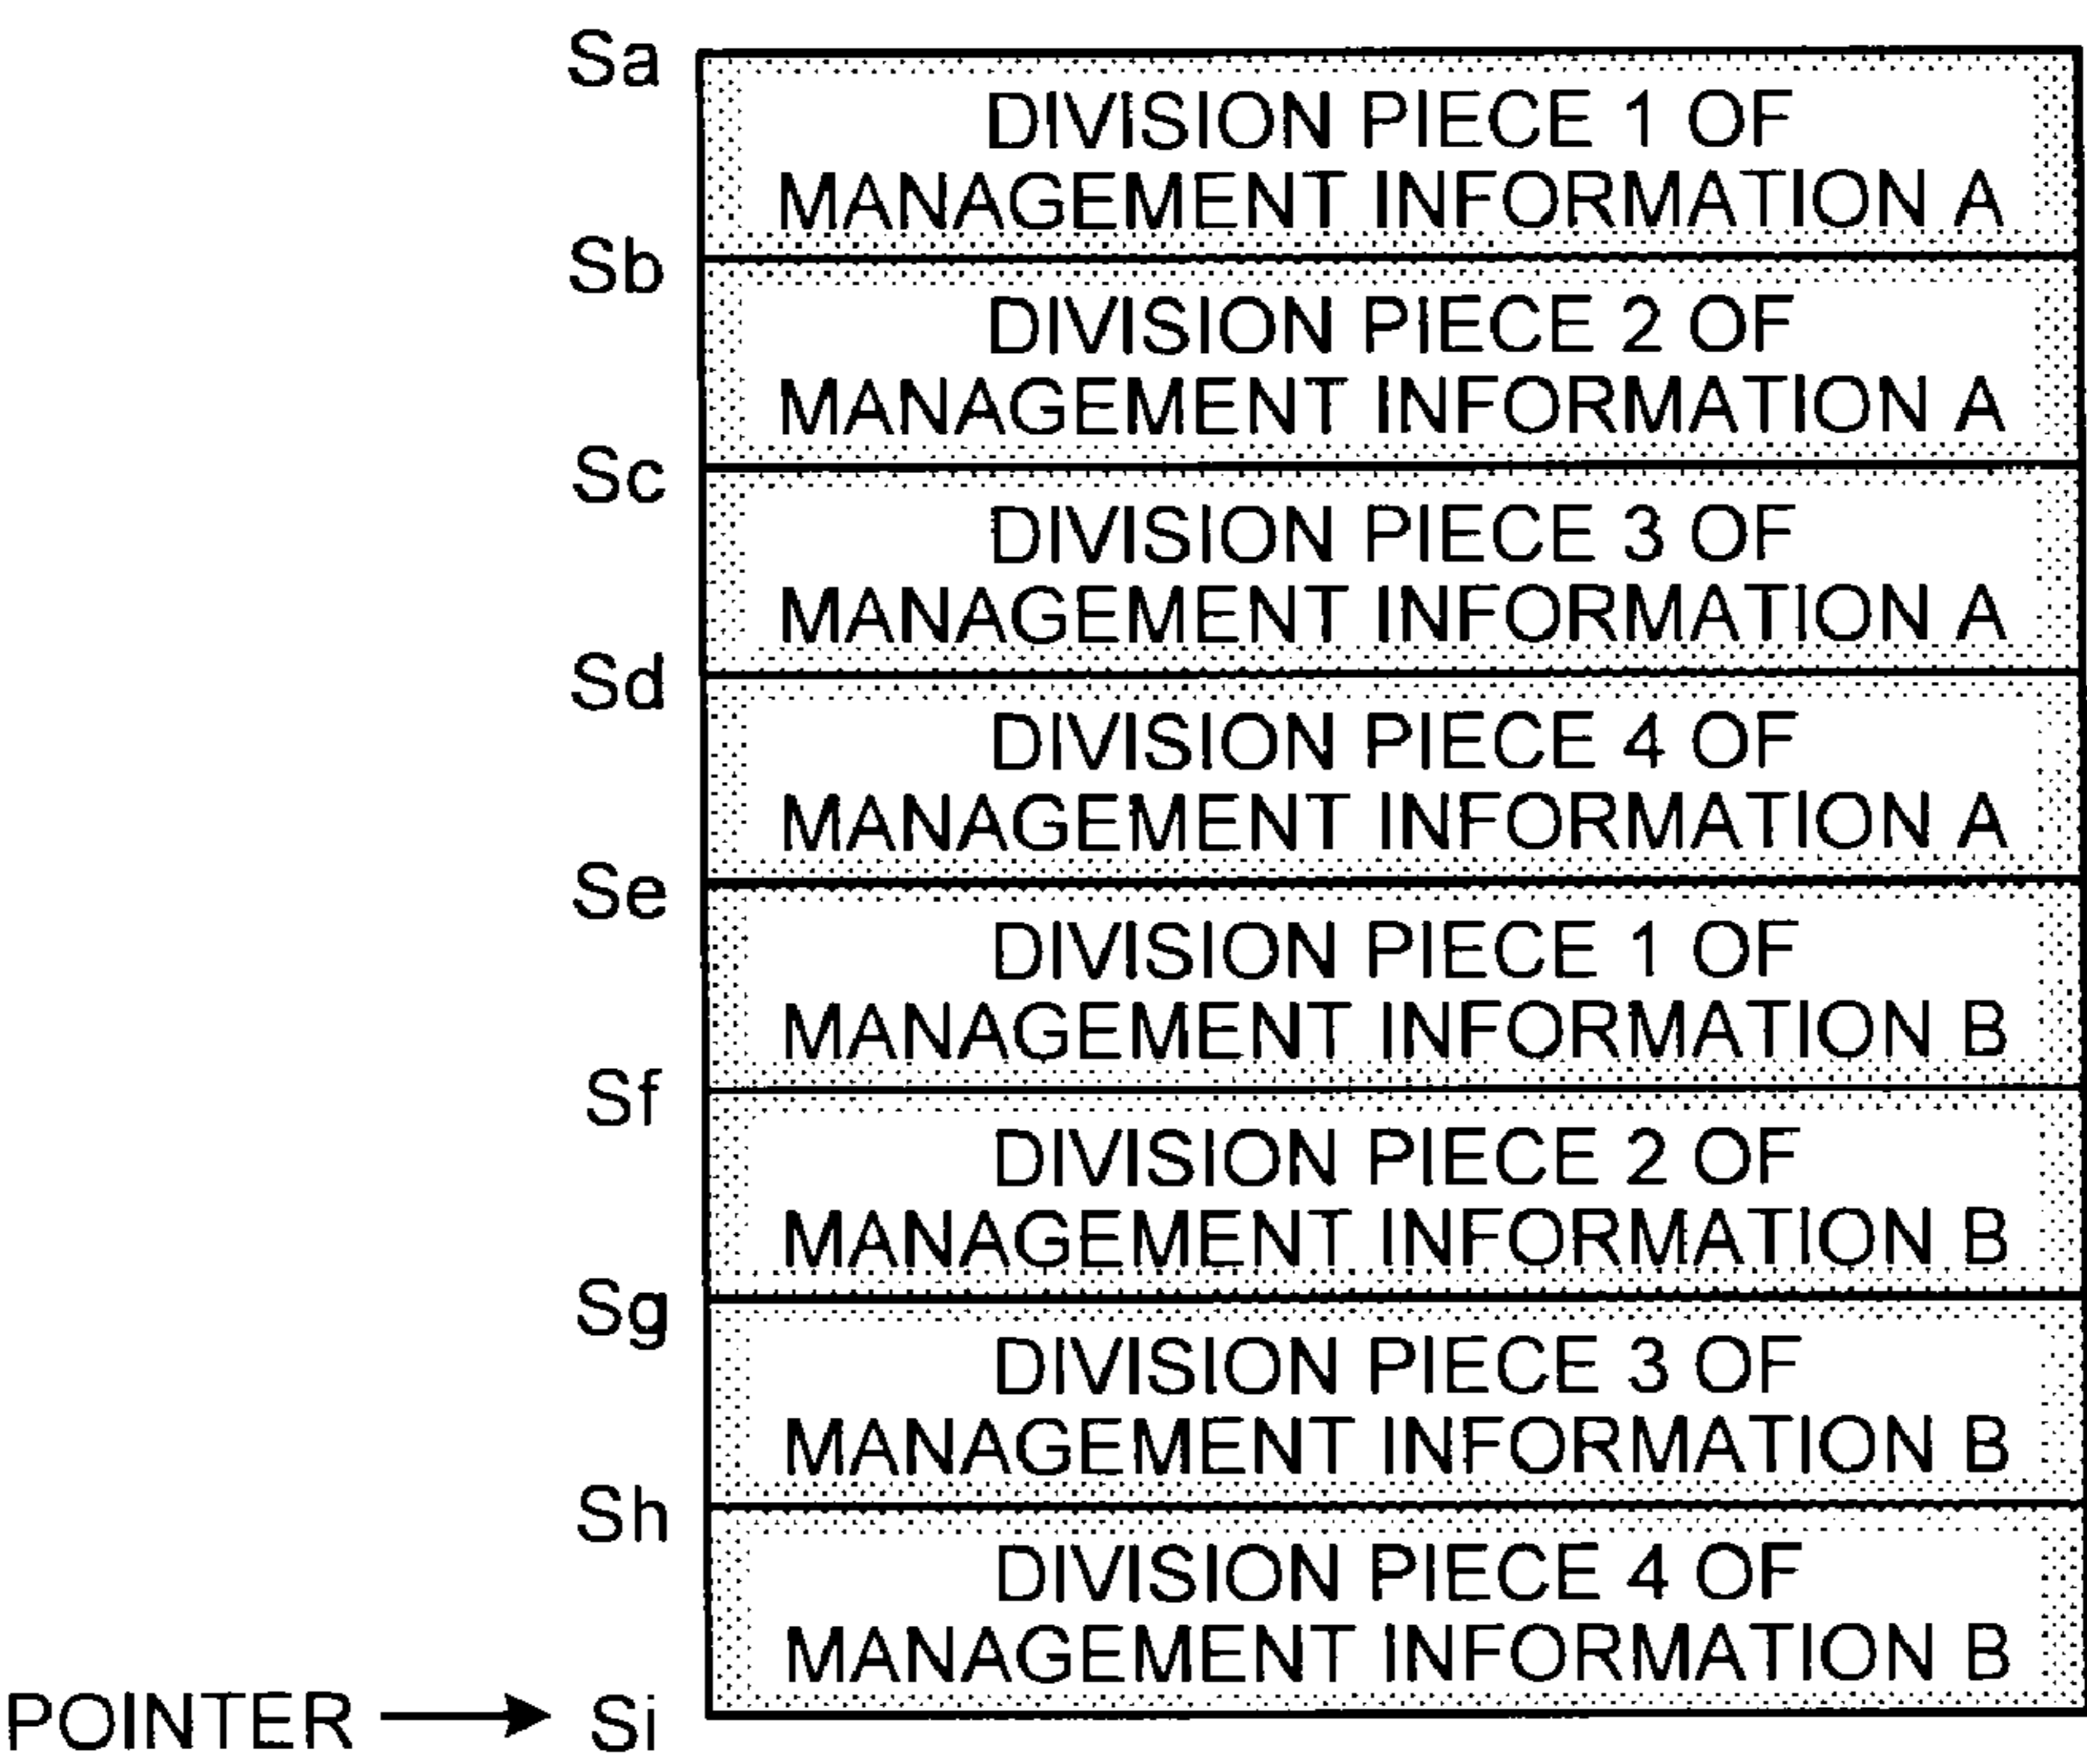 Sa
DIVISION PIECE 1 OF
MANAGEMENT INFORMATION A
Sb
DIVISION PIECE 2 OF
MANAGEMENT INFORMATION A
Sc
DIVISION PIECE 3 OF
MANAGEMENT INFORMATION A
Sd
DIVISION PIECE 4 OF
MANAGEMENT INFORMATION A
Se
DIVISION PIECE 1 OF
MANAGEMENT INFORMATION B
Sf
DIVISION PIECE 2 OF
MANAGEMENT INFORMATION B
Sg
DIVISION PIECE 3 OF
MANAGEMENT INFORMATION B
Sh
DIVISION PIECE 4 OF
MANAGEMENT INFORMATION B
POINTER → Si